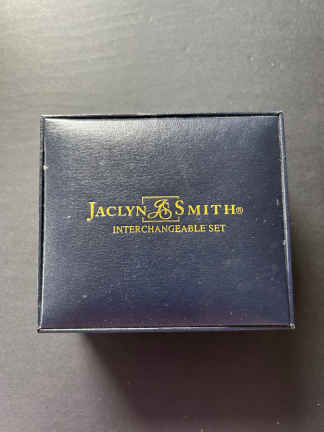 JACLYN JS SMITH®
INTERCHANGEABLE SET